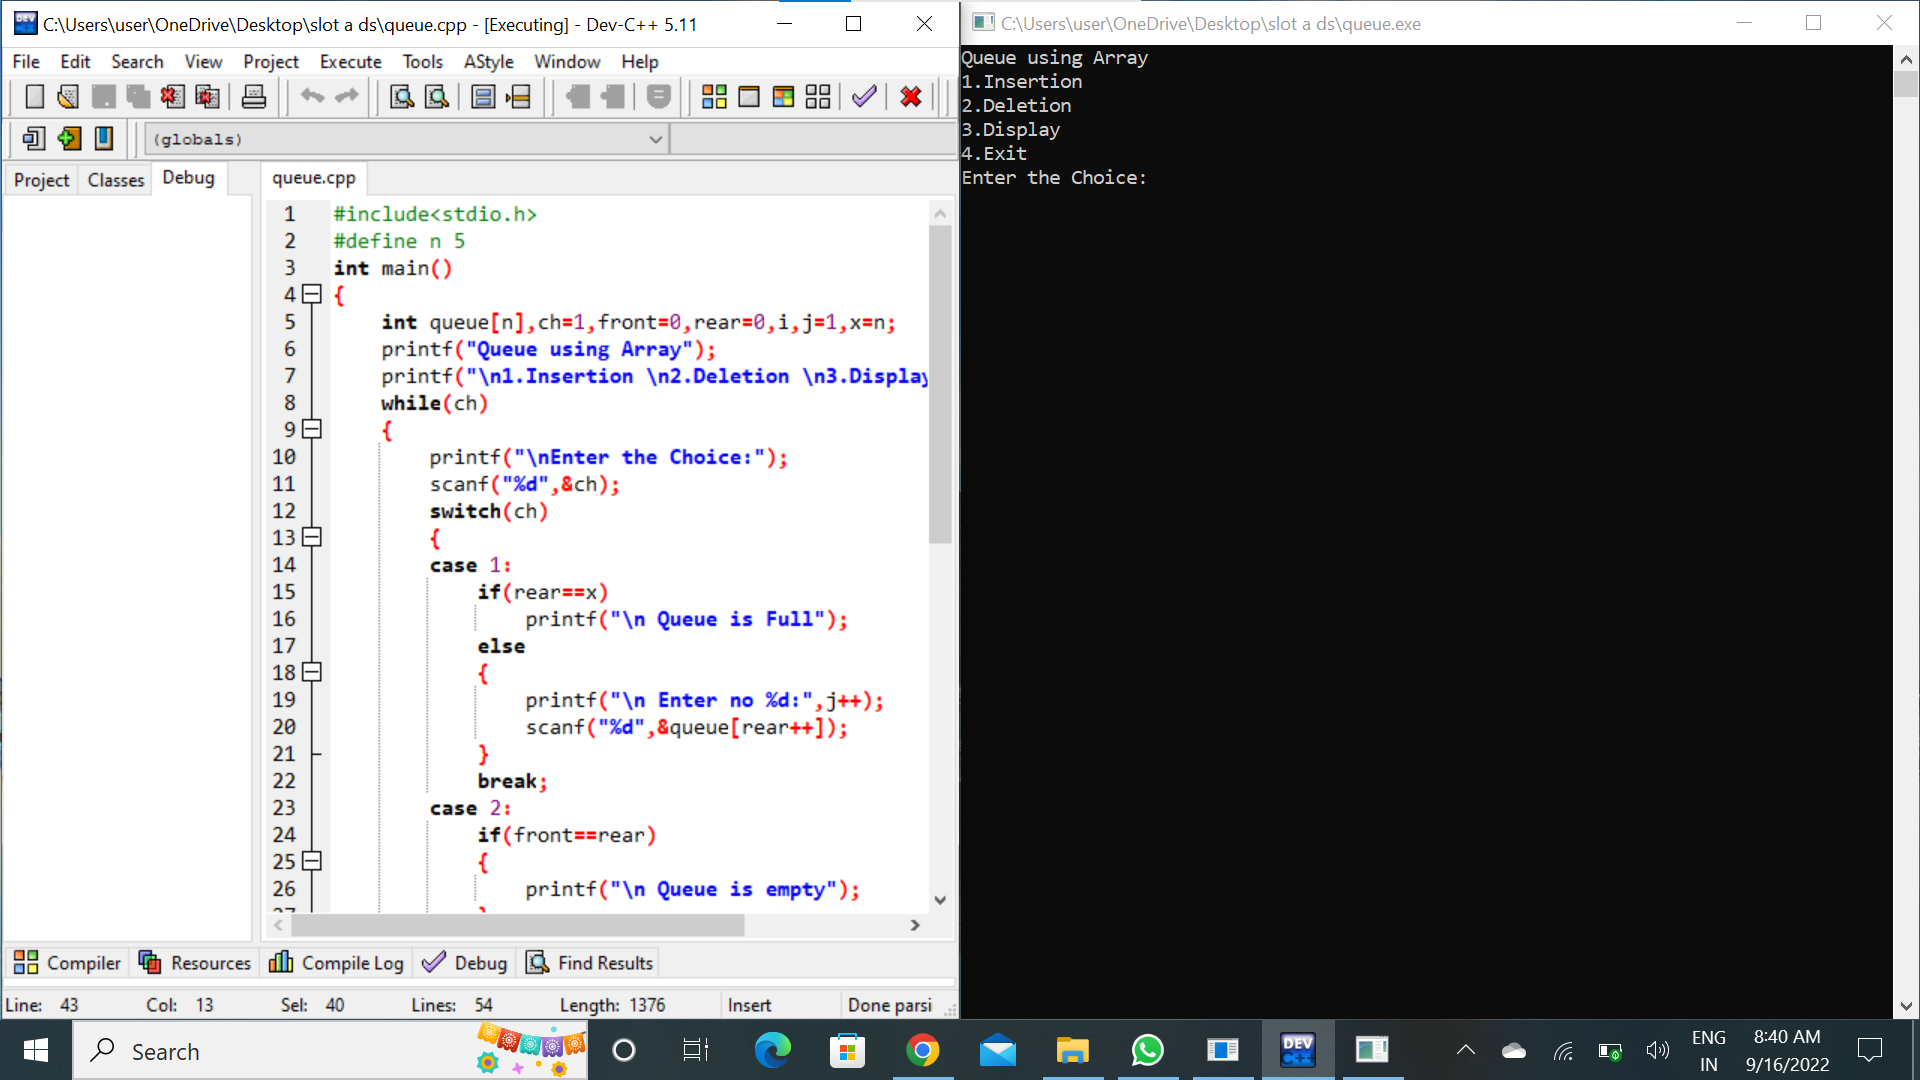 C:\Users\user\OneDrive\Desktop\slot a ds\queue.cpp - [Executing] - Dev-C++ 5.11
File Edit Search View Project Execute Tools AStyle Window Help
(globals)
Project Classes Debug
queue.cpp
1 #include<stdio.h>
2 #define n 5
3 int main()
4 {
5 int queue[n],ch=1,front=0,rear=0,i,j=1,x=n;
6 printf("Queue using Array");
7 printf("\n1.Insertion \n2.Deletion \n3.Display
8 while(ch)
9 {
10 printf("\nEnter the Choice:");
11 scanf("%d",&ch);
12 switch(ch)
13 {
14 case 1:
15 if(rear==x)
16 printf("\n Queue is Full");
17 else
18 {
19 printf("\n Enter no %d:",j++);
20 scanf("%d",&queue[rear++]);
21 }
22 break;
23 case 2:
24 if(front==rear)
25 {
26 printf("\n Queue is empty");
Compiler Resources Compile Log Debug Find Results
Line: 43 Col: 13 Sel: 40 Lines: 54 Length: 1376 Insert Done parsi
C:\Users\user\OneDrive\Desktop\slot a ds\queue.exe
Queue using Array
1.Insertion
2.Deletion
3.Display
4.Exit
Enter the Choice:
Search
DEV C++
ENG
IN
8:40 AM
9/16/2022